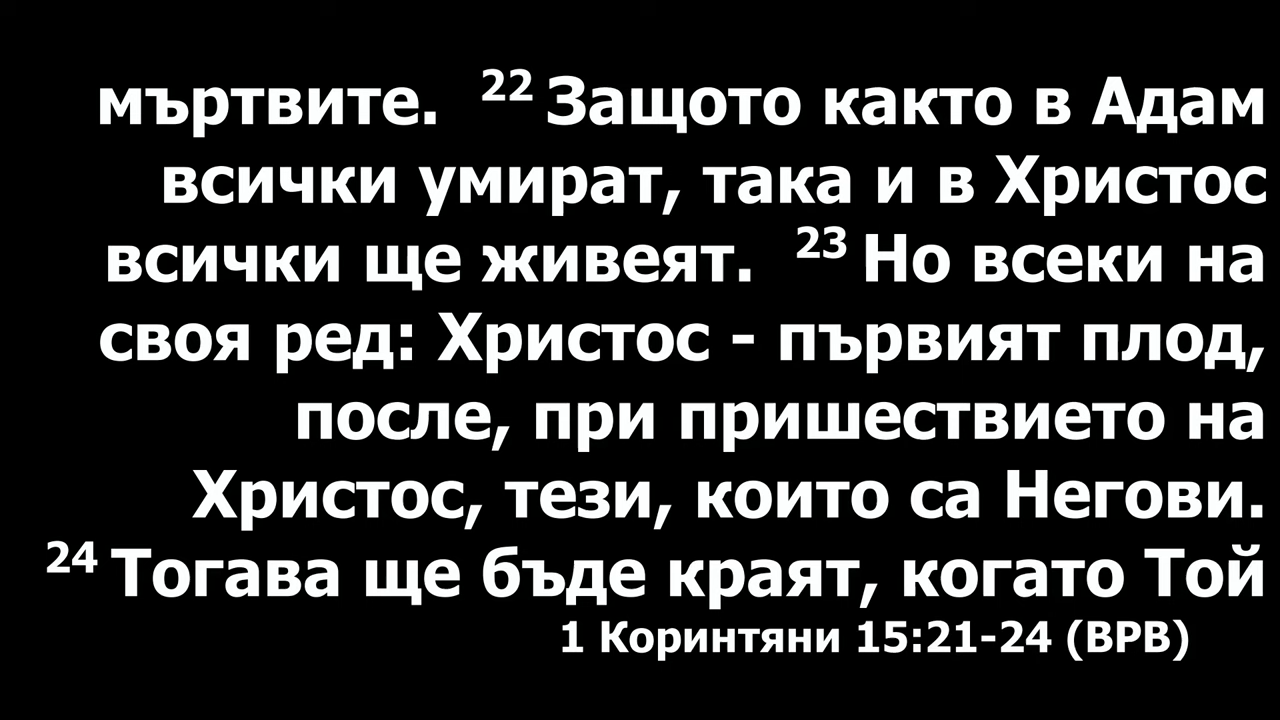 мъртвите. 22 Защото както в Адам
всички умират, така и в Христос
всички ще живеят. 23 Но всеки на
своя ред: Христос - първият плод,
после, при пришествието на
Христос, тези, които са Негови.
24 Тогава ще бъде краят, когато Той
1 Коринтяни 15:21-24 (ВРВ)